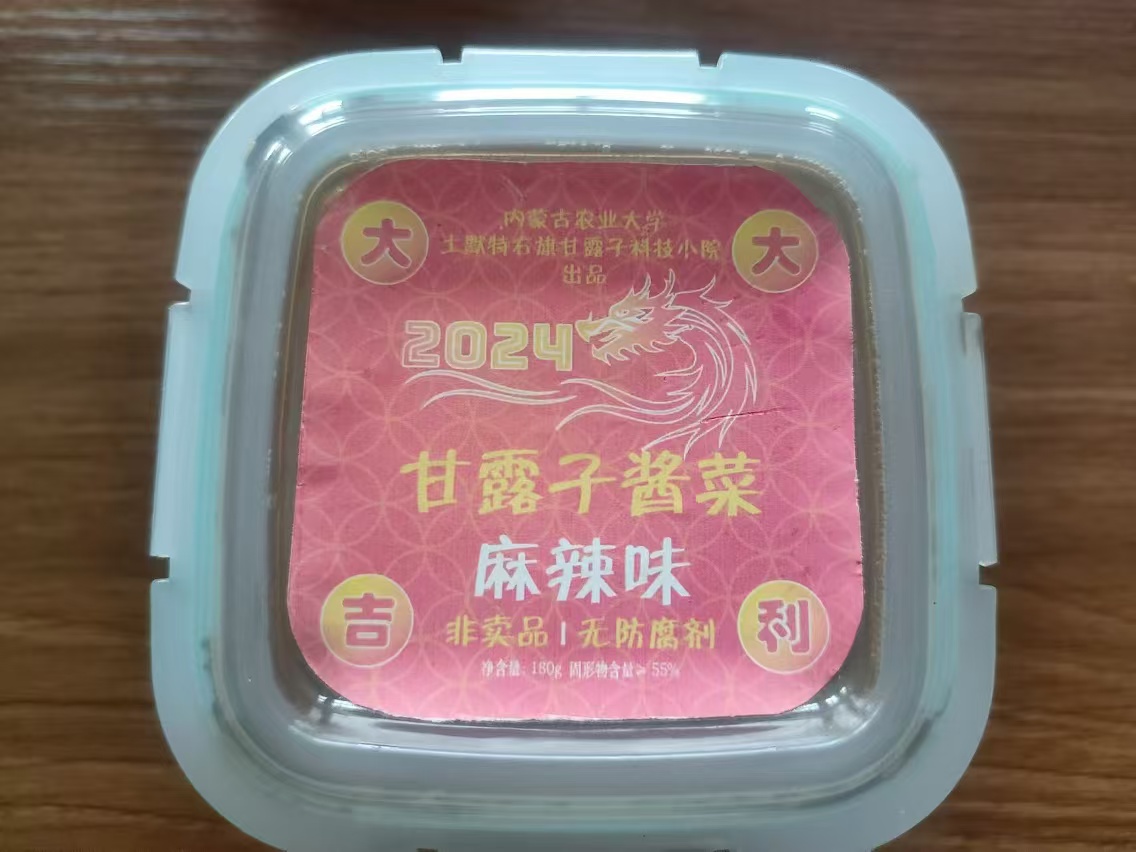 大
大
内蒙古农业大学
土默特右旗甘露子科技小院
出品
2024
甘露子酱菜
麻辣味
吉
利
非卖品 | 无防腐剂
净含量: 180g 固形物含量≥55%